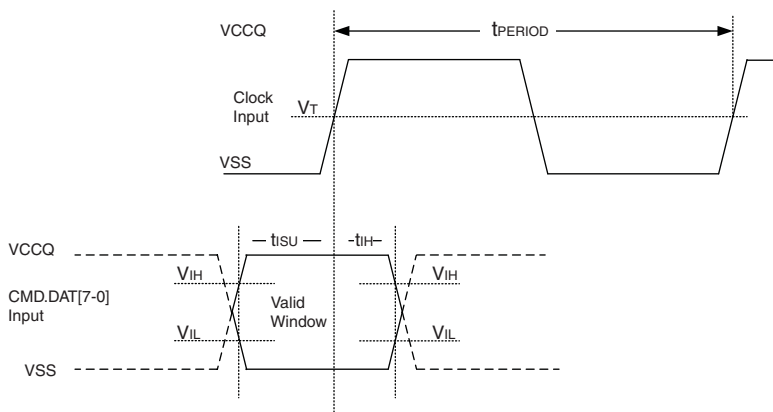 VCCQ
tPERIOD
Clock
Input
VT
VSS
VCCQ
tISU
tIH
VIH
VIH
CMD.DAT[7-0]
Input
Valid
Window
VIL
VIL
VSS